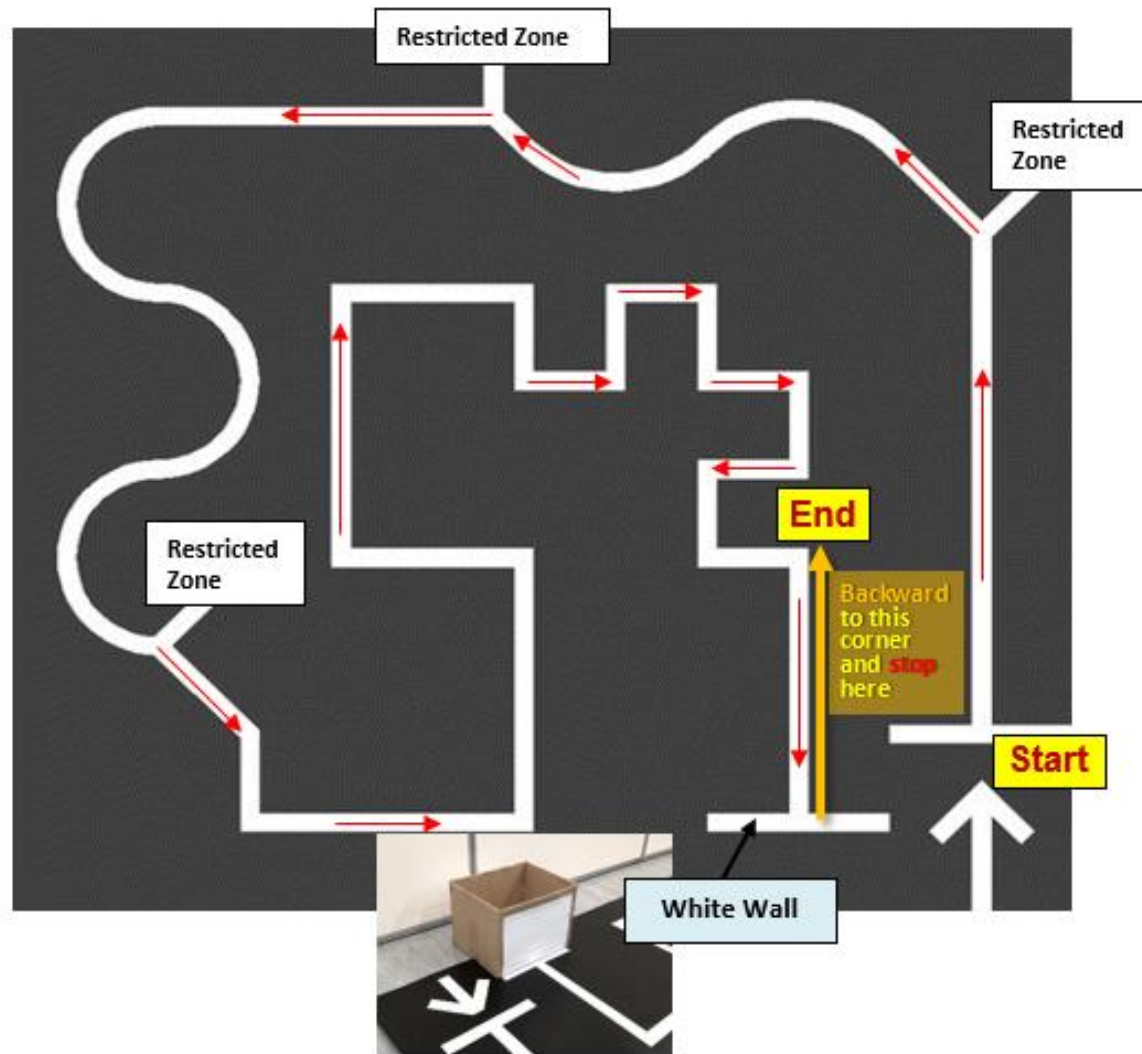 Restricted Zone
Restricted
Zone
Restricted
Zone
End
Backward
to this
corner
and stop
here
Start
White Wall